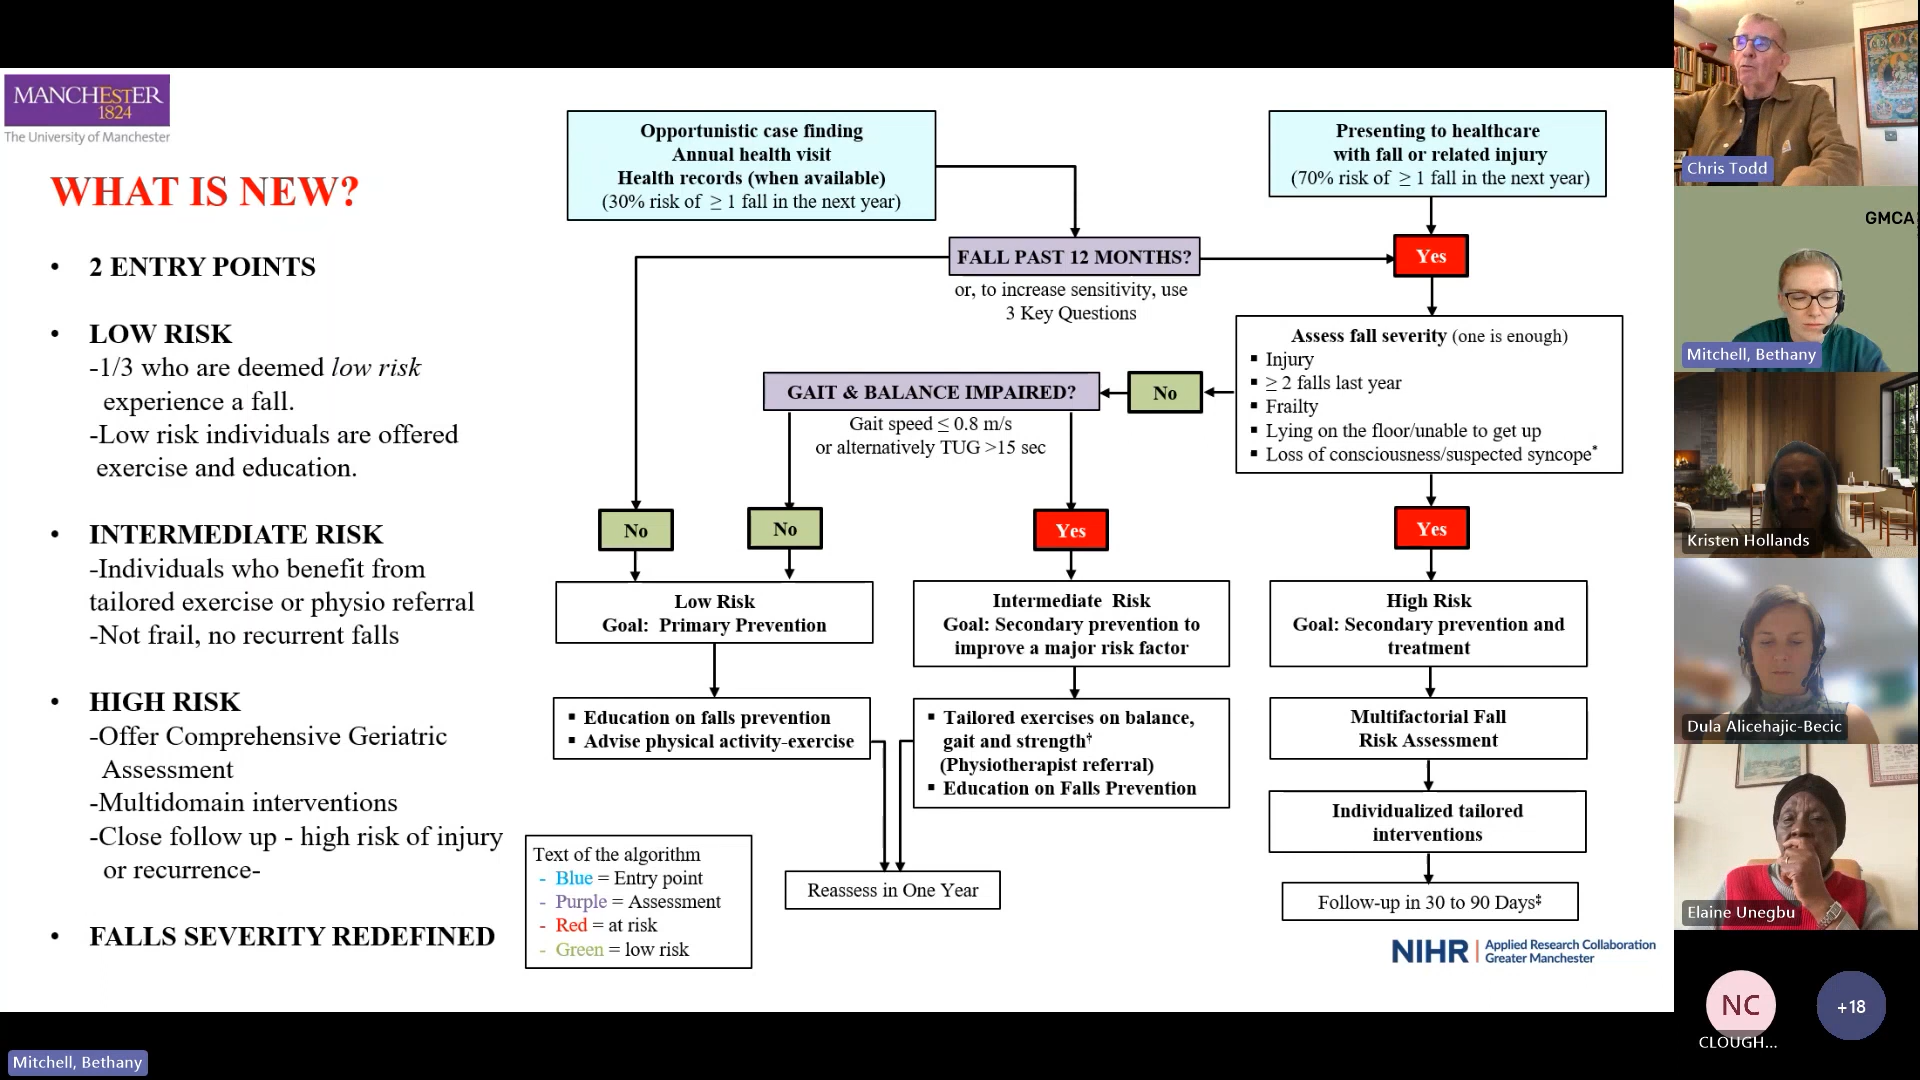 MANCHESTER
1824
The University of Manchester
WHAT IS NEW?
• 2 ENTRY POINTS
• LOW RISK
-1/3 who are deemed low risk
experience a fall.
-Low risk individuals are offered
exercise and education.
• INTERMEDIATE RISK
-Individuals who benefit from
tailored exercise or physio referral
-Not frail, no recurrent falls
• HIGH RISK
-Offer Comprehensive Geriatric
Assessment
-Multidomain interventions
-Close follow up - high risk of injury
or recurrence-
• FALLS SEVERITY REDEFINED
Opportunistic case finding
Annual health visit
Health records (when available)
(30% risk of ≥ 1 fall in the next year)
Presenting to healthcare
with fall or related injury
(70% risk of ≥ 1 fall in the next year)
FALL PAST 12 MONTHS?
or, to increase sensitivity, use
3 Key Questions
Yes
Assess fall severity (one is enough)
▪ Injury
▪ ≥ 2 falls last year
▪ Frailty
▪ Lying on the floor/unable to get up
▪ Loss of consciousness/suspected syncope*
No
GAIT & BALANCE IMPAIRED?
Gait speed ≤ 0.8 m/s
or alternatively TUG >15 sec
No
No
Yes
Yes
Low Risk
Goal: Primary Prevention
Intermediate Risk
Goal: Secondary prevention to
improve a major risk factor
High Risk
Goal: Secondary prevention and
treatment
▪ Education on falls prevention
▪ Advise physical activity-exercise
▪ Tailored exercises on balance,
gait and strength†
(Physiotherapist referral)
▪ Education on Falls Prevention
Multifactorial Fall
Risk Assessment
Individualized tailored
interventions
Follow-up in 30 to 90 Days‡
Reassess in One Year
Text of the algorithm
- Blue = Entry point
- Purple = Assessment
- Red = at risk
- Green = low risk
NIHR | Applied Research Collaboration
Greater Manchester
Chris Todd
GMCA
Mitchell, Bethany
Kristen Hollands
Dula Alicehajic-Becic
Elaine Unegbu
NC
CLOUGH...
+18
Mitchell, Bethany